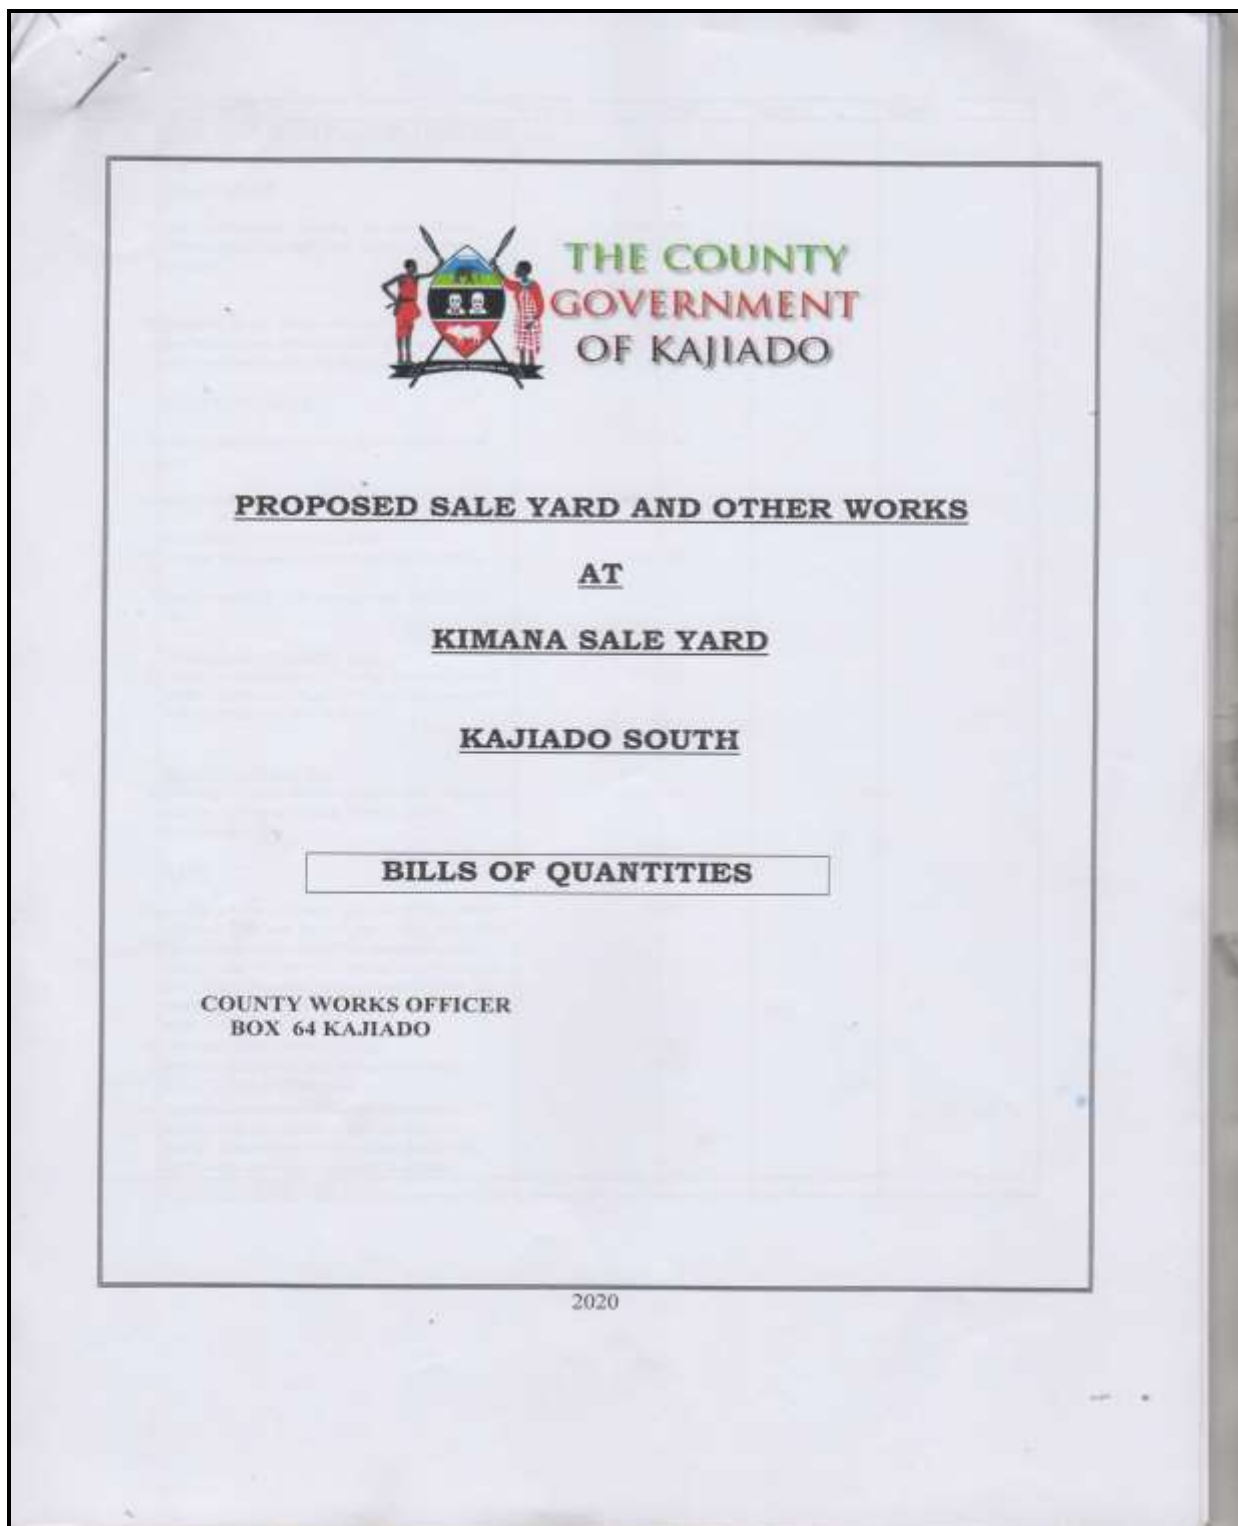 THE COUNTY
GOVERNMENT
OF KAJIADO
PROPOSED SALE YARD AND OTHER WORKS
AT
KIMANA SALE YARD
KAJIADO SOUTH
BILLS OF QUANTITIES
COUNTY WORKS OFFICER
BOX 64 KAJIADO
2020